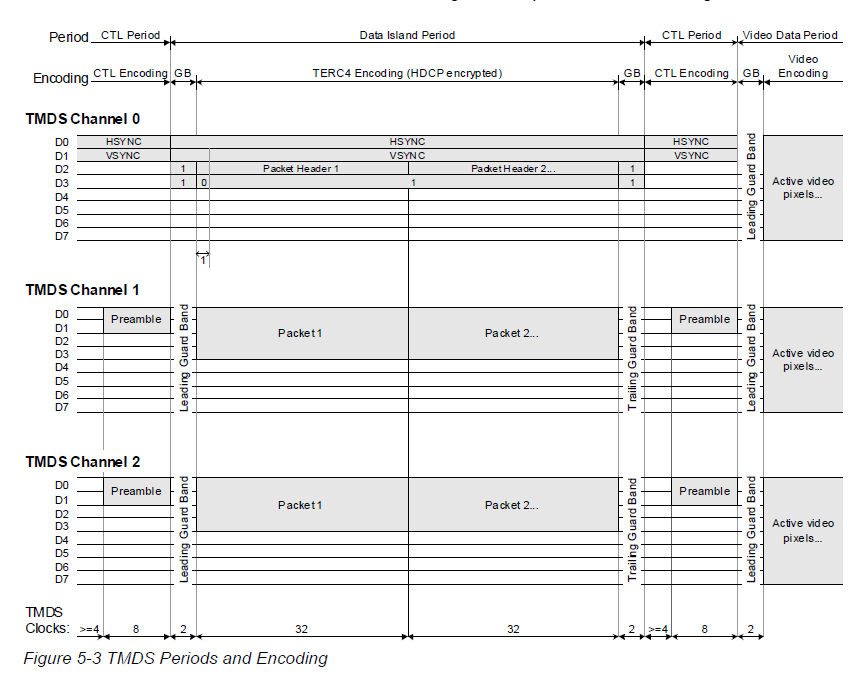 Period CTL Period Data Island Period CTL Period Video Data Period
Encoding CTL Encoding GB TERC4 Encoding (HDCP encrypted) GB CTL Encoding GB Video Encoding
TMDS Channel 0
D0 HSYNC HSYNC HSYNC
D1 VSYNC VSYNC VSYNC
D2 1 Packet Header 1 Packet Header 2... 1
D3 1 0 1 1
D4
D5
D6
D7
Leading Guard Band
Active video
pixels...
1
TMDS Channel 1
D0
D1
D2
D3
D4
D5
D6
D7
Preamble
Leading Guard Band
Packet 1
Packet 2...
Trailing Guard Band
Preamble
Leading Guard Band
Active video
pixels...
TMDS Channel 2
D0
D1
D2
D3
D4
D5
D6
D7
Preamble
Leading Guard Band
Packet 1
Packet 2...
Trailing Guard Band
Preamble
Leading Guard Band
Active video
pixels...
TMDS
Clocks: >=4 8 2 32 32 2 >=4 8 2
Figure 5-3 TMDS Periods and Encoding